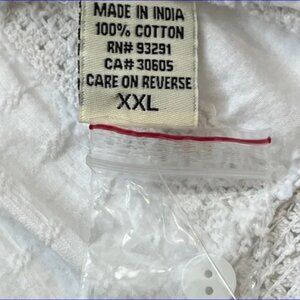 MADE IN INDIA
100% COTTON
RN# 93291
CA# 30605
CARE ON REVERSE
XXL